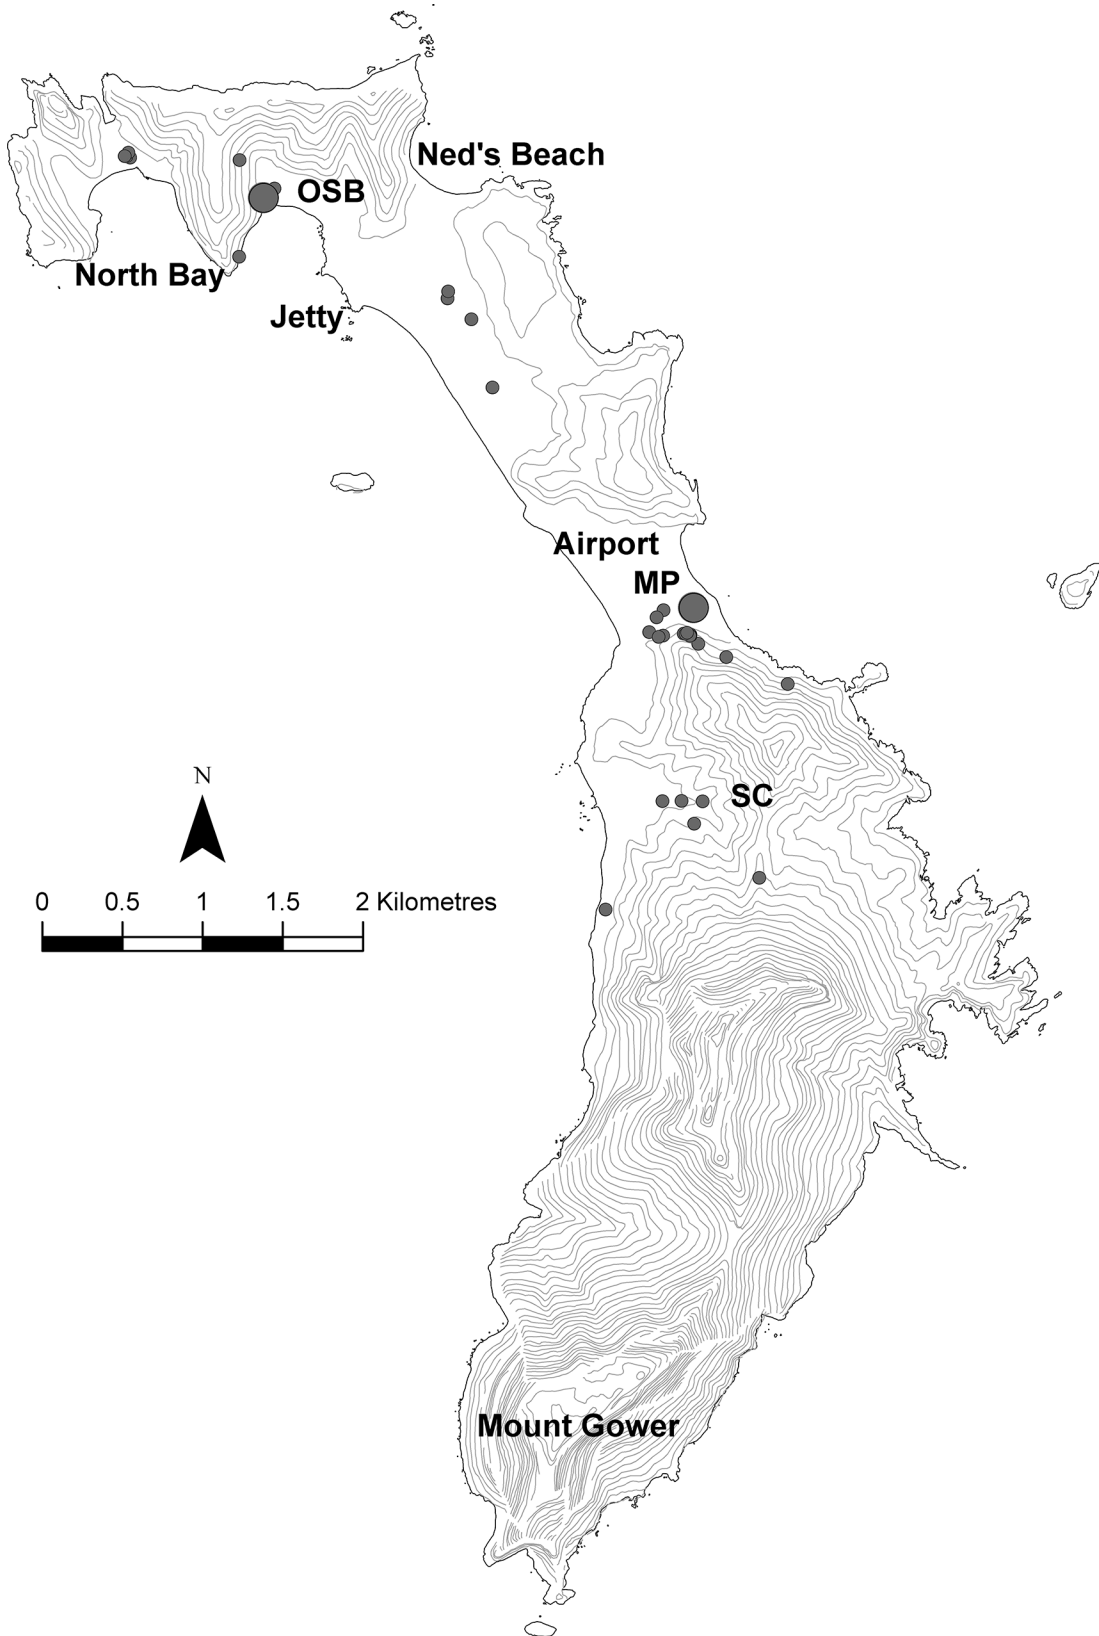 Ned's Beach
OSB
North Bay
Jetty
Airport
MP
N
SC
0 0.5 1 1.5 2 Kilometres
Mount Gower